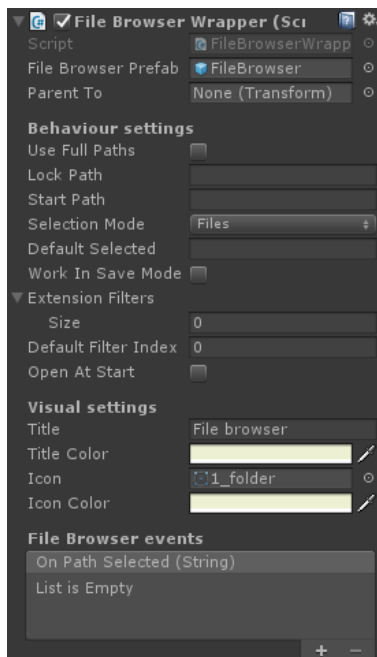 File Browser Wrapper (Scri
Script FileBrowserWrapp
File Browser Prefab FileBrowser
Parent To None (Transform)
Behaviour settings
Use Full Paths
Lock Path
Start Path
Selection Mode Files
Default Selected
Work In Save Mode
Extension Filters
Size 0
Default Filter Index 0
Open At Start
Visual settings
Title File browser
Title Color
Icon 1_folder
Icon Color
File Browser events
On Path Selected (String)
List is Empty
+ −